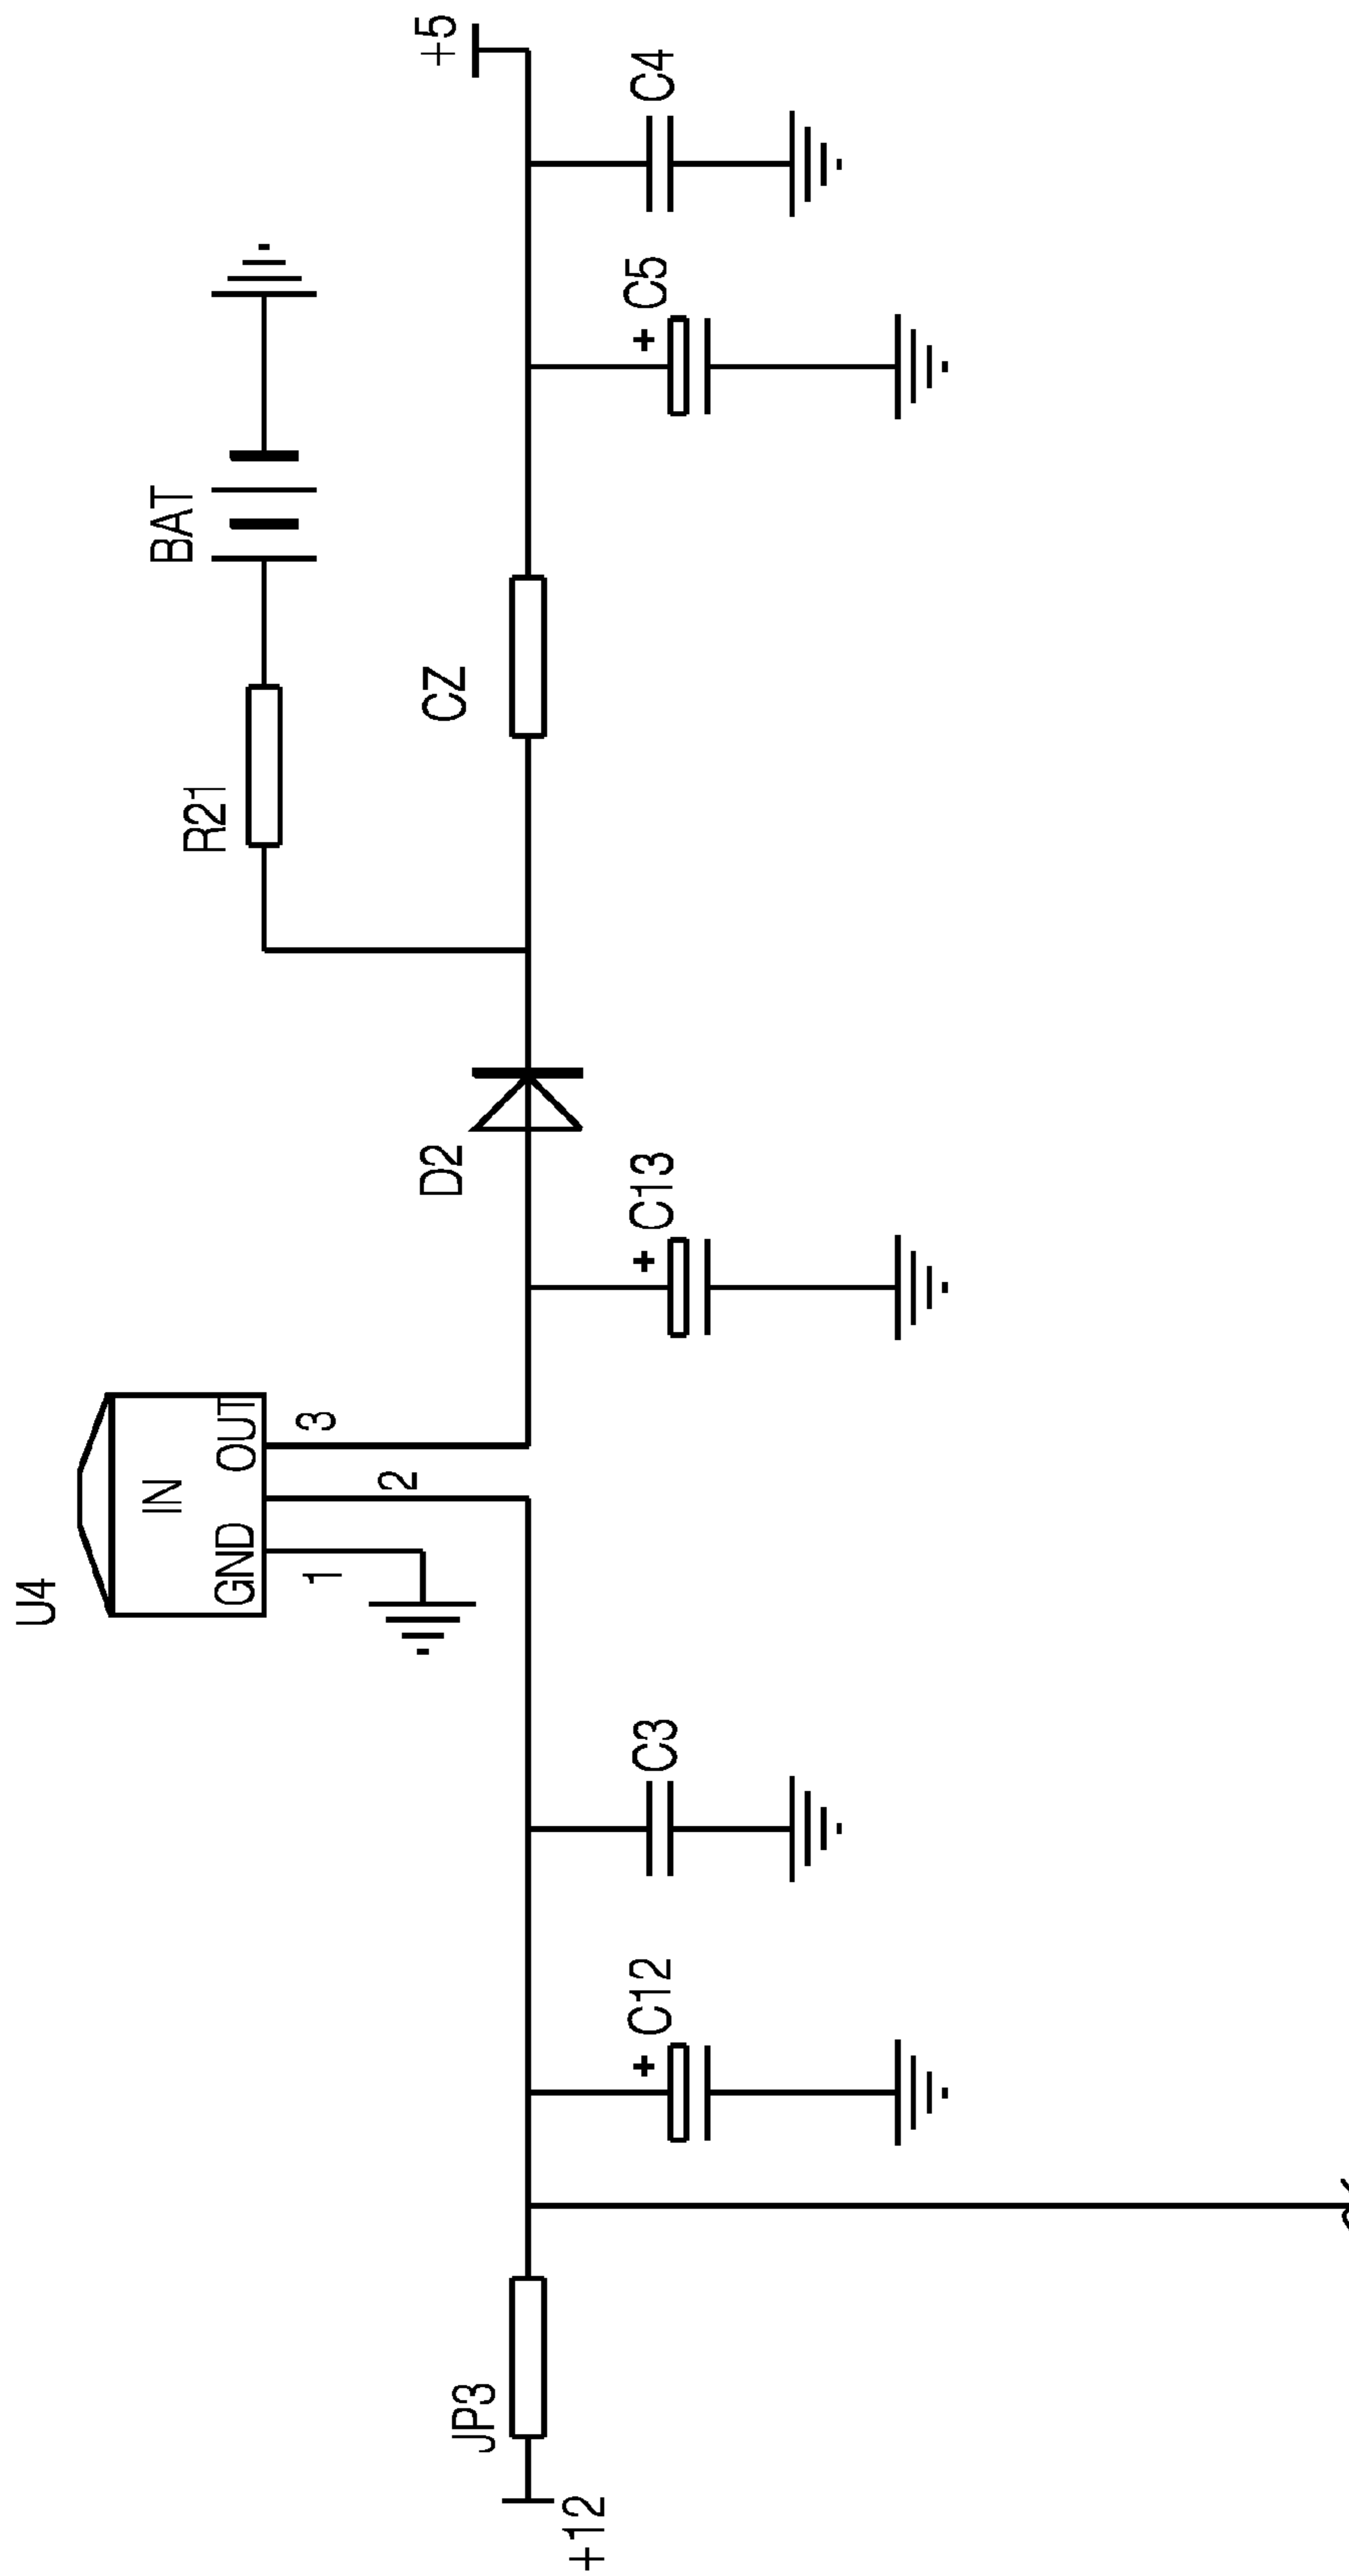 U4
IN
GND
OUT
1
2
3
BAT
R21
+12
JP3
D2
CZ
+5
+
C12
C3
+
C13
+
C5
C4